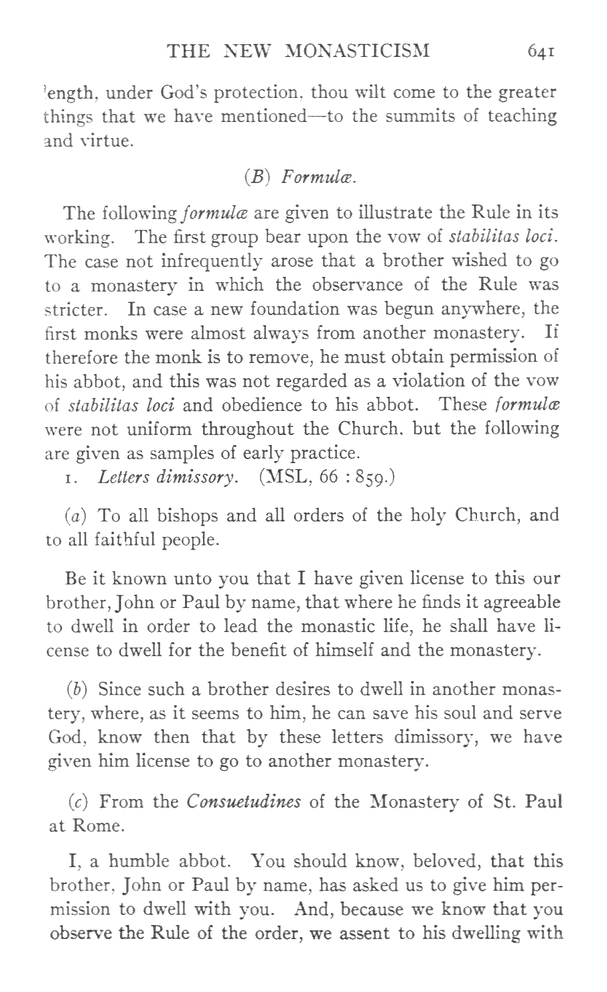 THE NEW MONASTICISM 641
length, under God's protection, thou wilt come to the greater
things that we have mentioned—to the summits of teaching
and virtue.
(B) Formulæ.
The following formulæ are given to illustrate the Rule in its
working. The first group bear upon the vow of stabilitas loci.
The case not infrequently arose that a brother wished to go
to a monastery in which the observance of the Rule was
stricter. In case a new foundation was begun anywhere, the
first monks were almost always from another monastery. If
therefore the monk is to remove, he must obtain permission of
his abbot, and this was not regarded as a violation of the vow
of stabilitas loci and obedience to his abbot. These formulæ
were not uniform throughout the Church, but the following
are given as samples of early practice.
1. Letters dimissory. (MSL, 66 : 859.)
(a) To all bishops and all orders of the holy Church, and
to all faithful people.
Be it known unto you that I have given license to this our
brother, John or Paul by name, that where he finds it agreeable
to dwell in order to lead the monastic life, he shall have li-
cense to dwell for the benefit of himself and the monastery.
(b) Since such a brother desires to dwell in another monas-
tery, where, as it seems to him, he can save his soul and serve
God, know then that by these letters dimissory, we have
given him license to go to another monastery.
(c) From the Consuetudines of the Monastery of St. Paul
at Rome.
I, a humble abbot. You should know, beloved, that this
brother, John or Paul by name, has asked us to give him per-
mission to dwell with you. And, because we know that you
observe the Rule of the order, we assent to his dwelling with